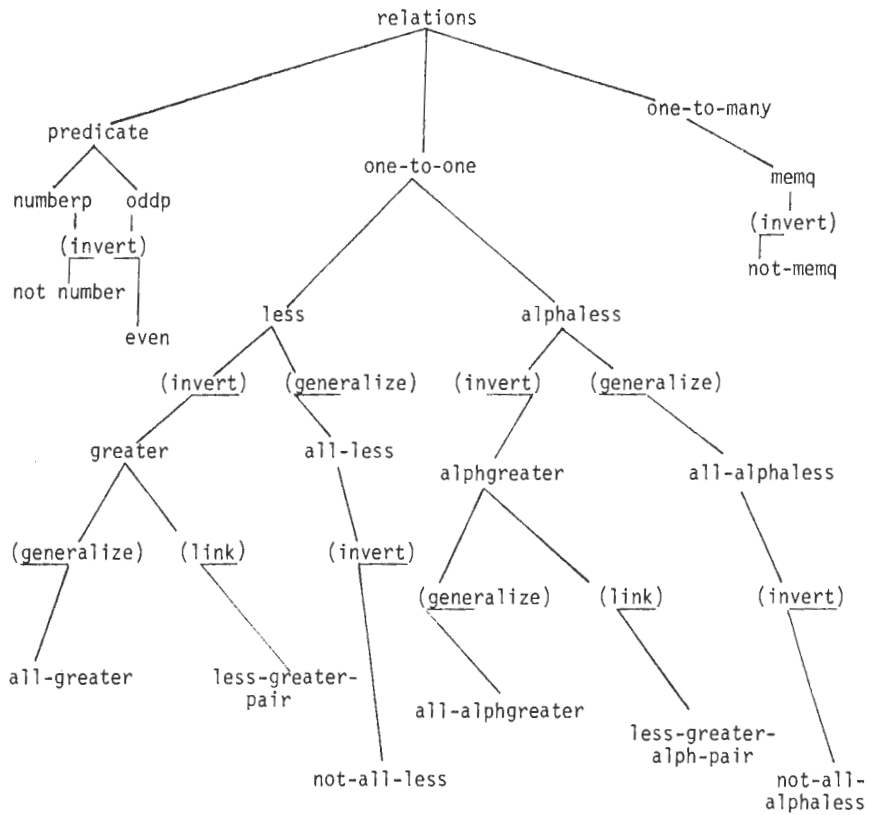 relations
one-to-many
predicate
one-to-one
memq
numberp oddp
(invert)
(invert)
not-memq
not number
less
alphaless
even
(invert) (generalize) (invert) (generalize)
greater
all-less
alphgreater
all-alphaless
(generalize) (link) (invert)
(generalize) (link) (invert)
all-greater
less-greater-
pair
all-alphgreater
less-greater-
alph-pair
not-all-less
not-all-
alphaless